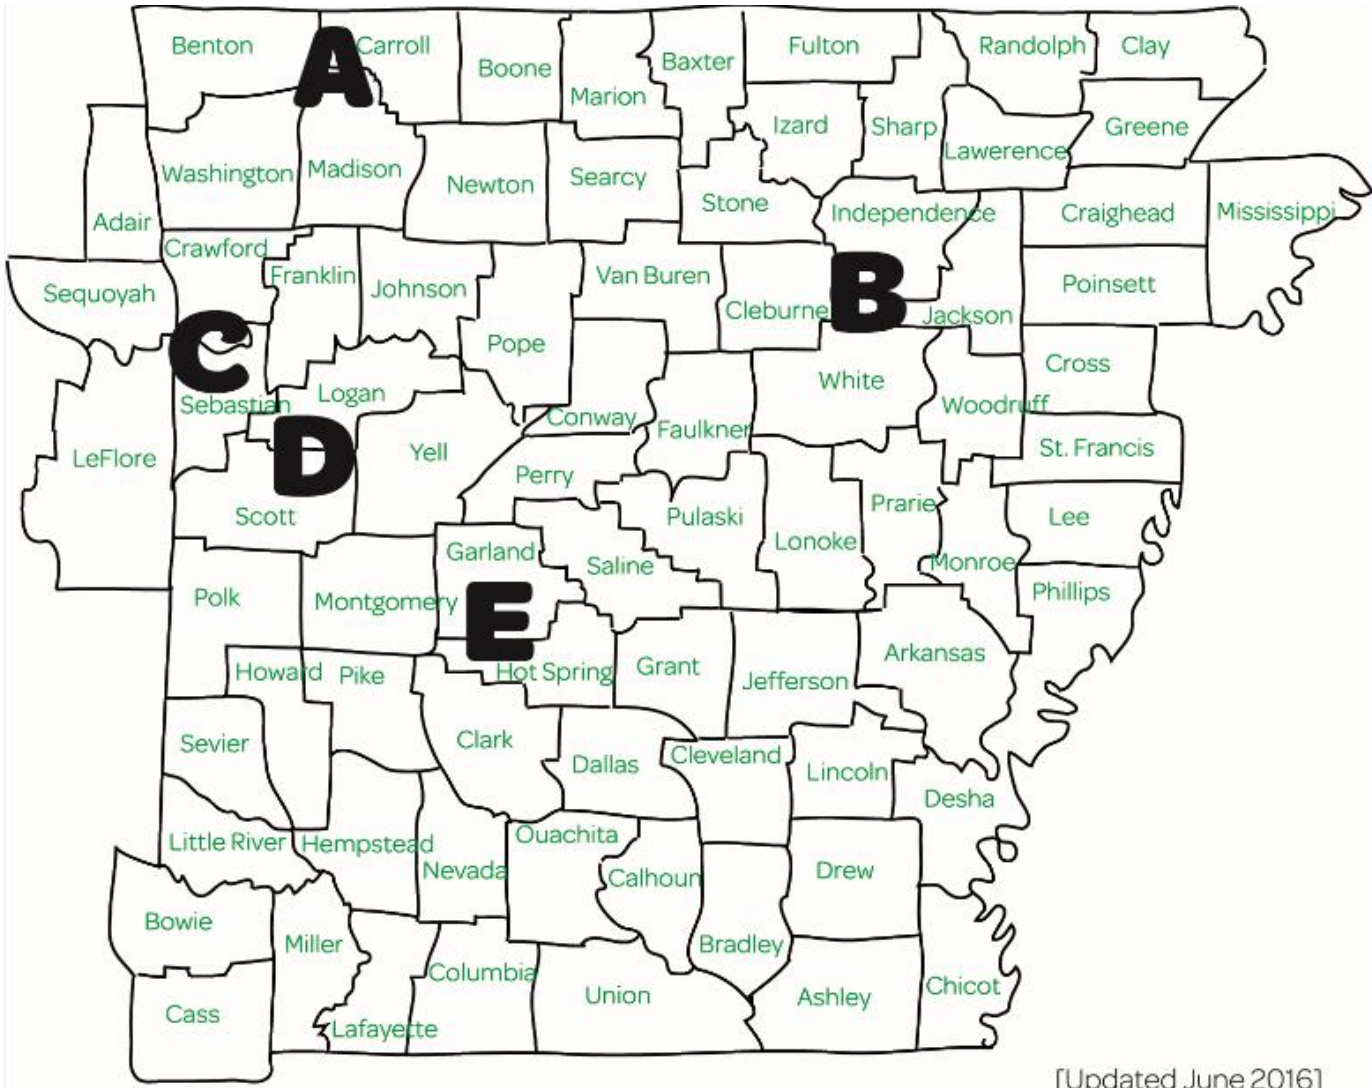 Benton
A
Carroll
Boone
Marion
Baxter
Fulton
Randolph
Clay
Izard
Sharp
Lawerence
Greene
Washington
Madison
Newton
Searcy
Stone
Independence
Craighead
Mississippi
Adair
Crawford
Franklin
Johnson
Van Buren
Cleburne
B
Jackson
Poinsett
Sequoyah
C
Pope
White
Cross
Sebastian
Logan
Conway
Faulkner
Woodruff
St. Francis
LeFlore
D
Yell
Perry
Scott
Pulaski
Lonoke
Prarie
Lee
Garland
Saline
Monroe
Phillips
Polk
Montgomery
E
Howard
Pike
Hot Spring
Grant
Jefferson
Arkansas
Sevier
Clark
Dallas
Cleveland
Lincoln
Desha
Little River
Hempstead
Nevada
Ouachita
Calhoun
Drew
Bowie
Miller
Columbia
Bradley
Cass
Lafayette
Union
Ashley
Chicot
[Updated June 2016]